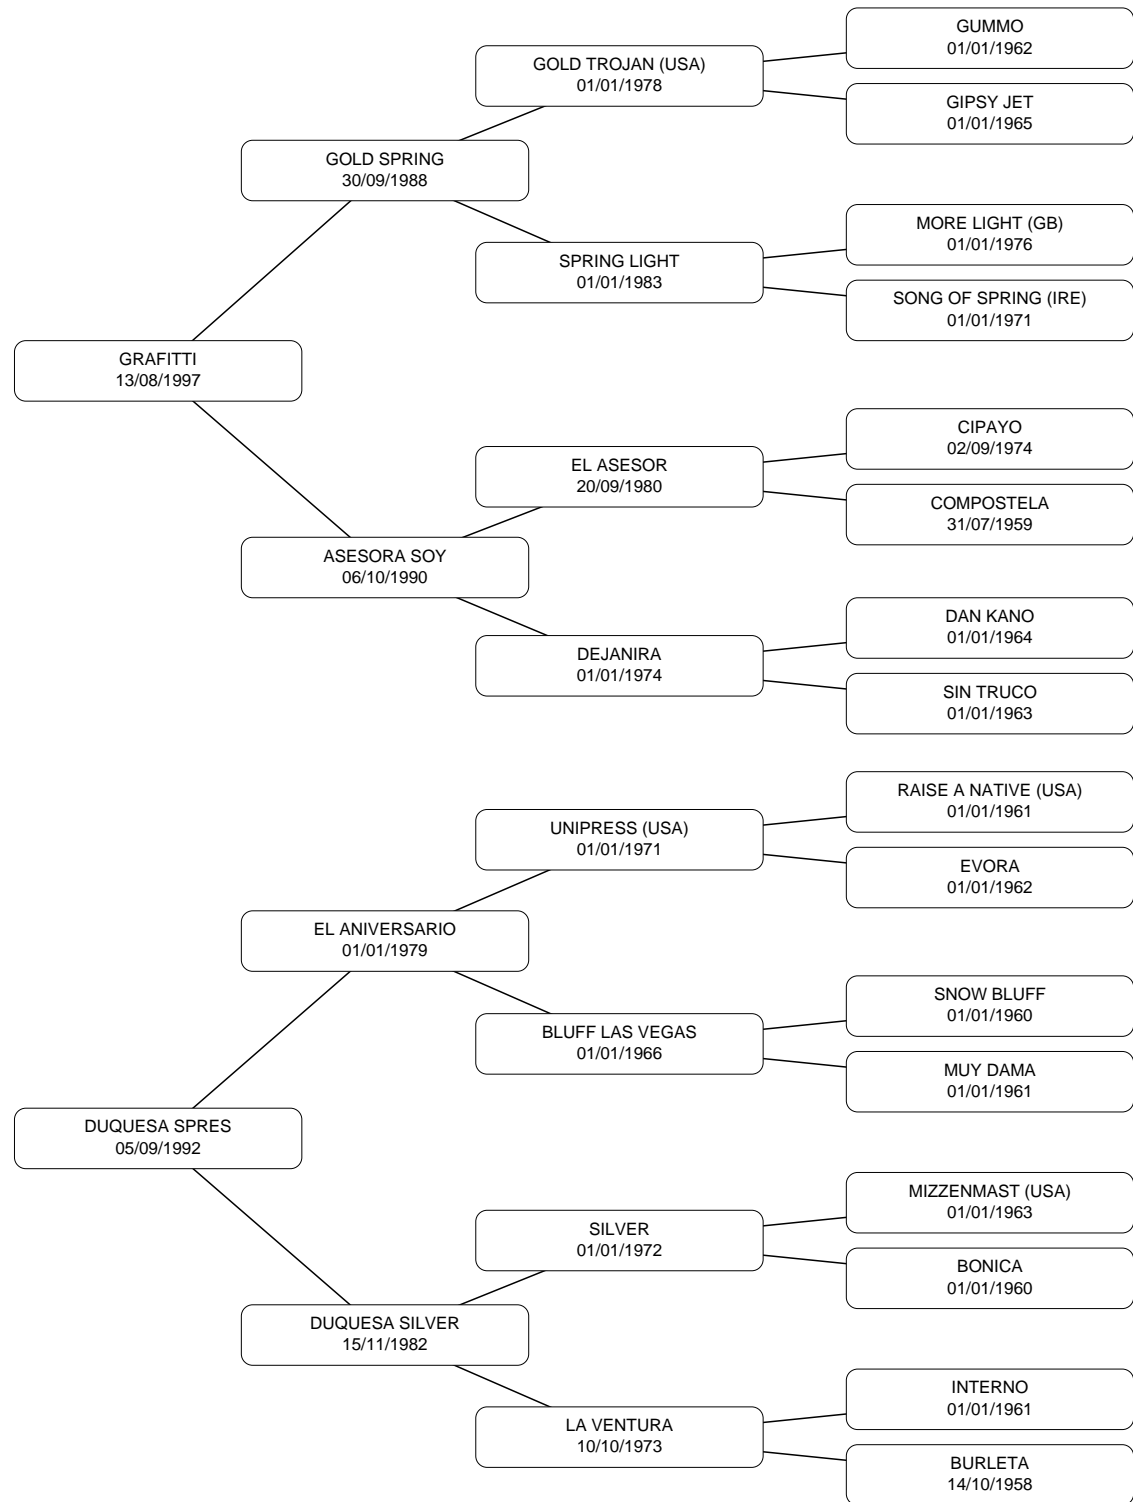 GUMMO
01/01/1962
GOLD TROJAN (USA)
01/01/1978
GIPSY JET
01/01/1965
GOLD SPRING
30/09/1988
MORE LIGHT (GB)
01/01/1976
SPRING LIGHT
01/01/1983
SONG OF SPRING (IRE)
01/01/1971
GRAFITTI
13/08/1997
CIPAYO
02/09/1974
EL ASESOR
20/09/1980
COMPOSTELA
31/07/1959
ASESORA SOY
06/10/1990
DAN KANO
01/01/1964
DEJANIRA
01/01/1974
SIN TRUCO
01/01/1963
RAISE A NATIVE (USA)
01/01/1961
UNIPRESS (USA)
01/01/1971
EVORA
01/01/1962
EL ANIVERSARIO
01/01/1979
SNOW BLUFF
01/01/1960
BLUFF LAS VEGAS
01/01/1966
MUY DAMA
01/01/1961
DUQUESA SPRES
05/09/1992
MIZZENMAST (USA)
01/01/1963
SILVER
01/01/1972
BONICA
01/01/1960
DUQUESA SILVER
15/11/1982
INTERNO
01/01/1961
LA VENTURA
10/10/1973
BURLETA
14/10/1958